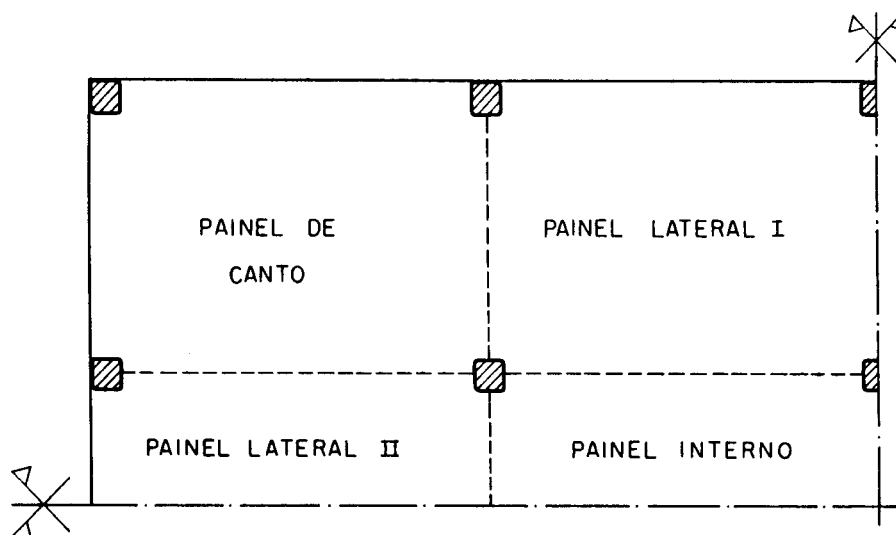 PAINEL DE
CANTO
PAINEL LATERAL I
PAINEL LATERAL II
PAINEL INTERNO